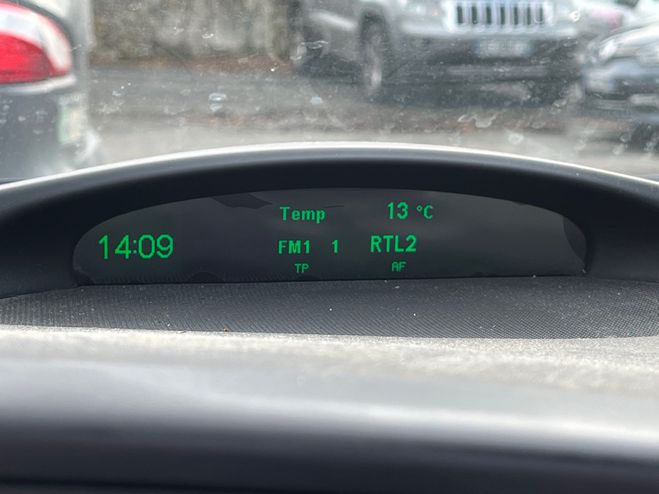 Temp 13 °C
14:09 FM1 1 RTL2
TP AF